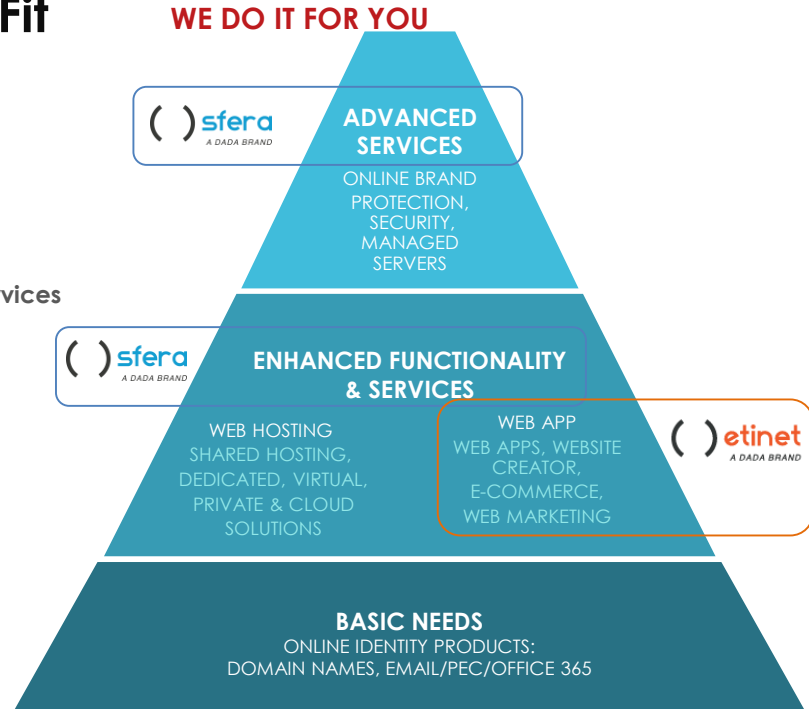 Fit
WE DO IT FOR YOU
( ) sfera
A DADA BRAND
ADVANCED
SERVICES
ONLINE BRAND
PROTECTION,
SECURITY,
MANAGED
SERVERS
vices
( ) sfera
A DADA BRAND
ENHANCED FUNCTIONALITY
& SERVICES
WEB HOSTING
SHARED HOSTING,
DEDICATED, VIRTUAL,
PRIVATE & CLOUD
SOLUTIONS
WEB APP
WEB APPS, WEBSITE
CREATOR,
E-COMMERCE,
WEB MARKETING
( ) etinet
A DADA BRAND
BASIC NEEDS
ONLINE IDENTITY PRODUCTS:
DOMAIN NAMES, EMAIL/PEC/OFFICE 365